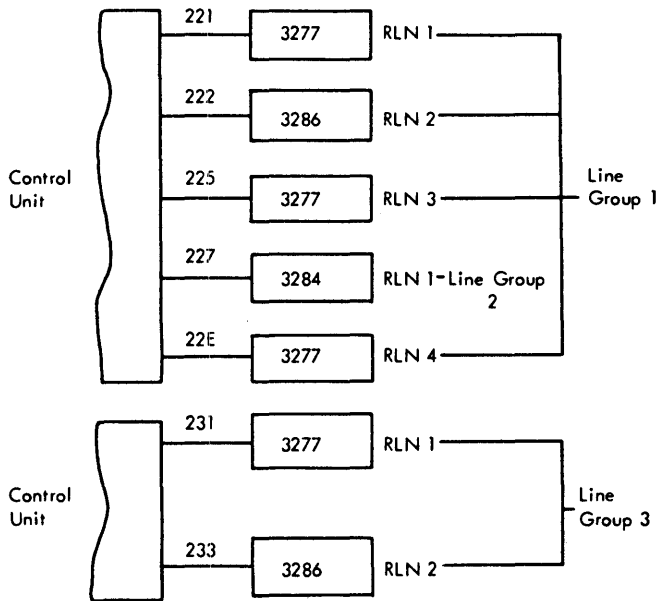 221
3277
RLN 1
222
3286
RLN 2
Control
Unit
225
3277
RLN 3
Line
Group 1
227
3284
RLN 1-Line Group
2
22E
3277
RLN 4
231
3277
RLN 1
Control
Unit
Line
Group 3
233
3286
RLN 2